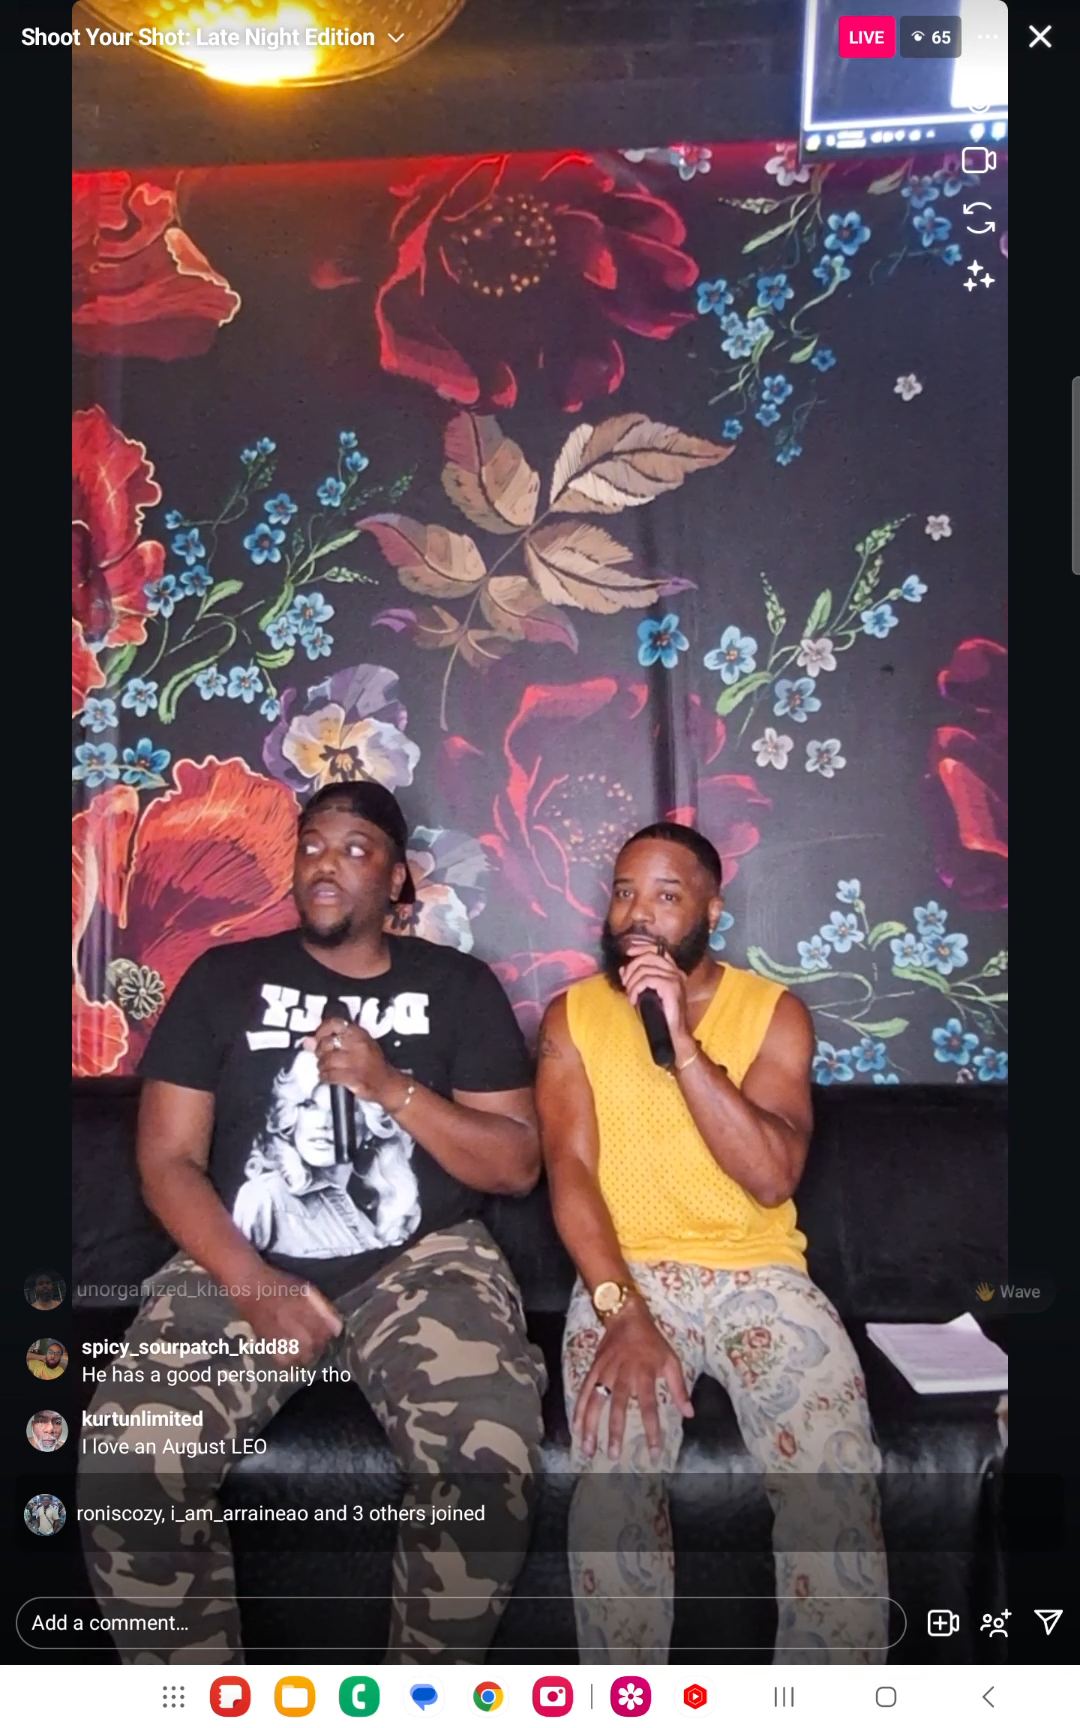 Shoot Your Shot: Late Night Edition
LIVE
65
unorganized_khaos joined
Wave
spicy_sourpatch_kidd88
He has a good personality tho
kurtunlimited
I love an August LEO
roniscozy, i_am_arraineao and 3 others joined
Add a comment...